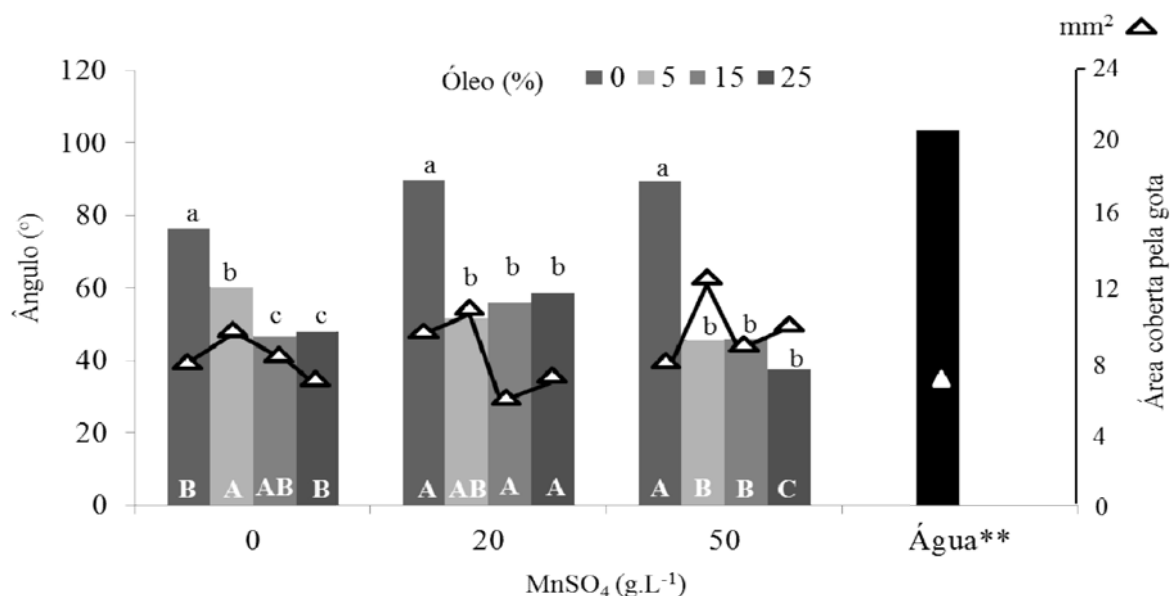 mm²
120
100
80
60
40
20
0
Ângulo (°)
Óleo (%) 0 5 15 25
a b c c
a b b b
a b b b
B A AB B
A AB A A
A B B C
0 20 50 Água**
MnSO₄ (g.L⁻¹)
24
20
16
12
8
4
0
Área coberta pela gota